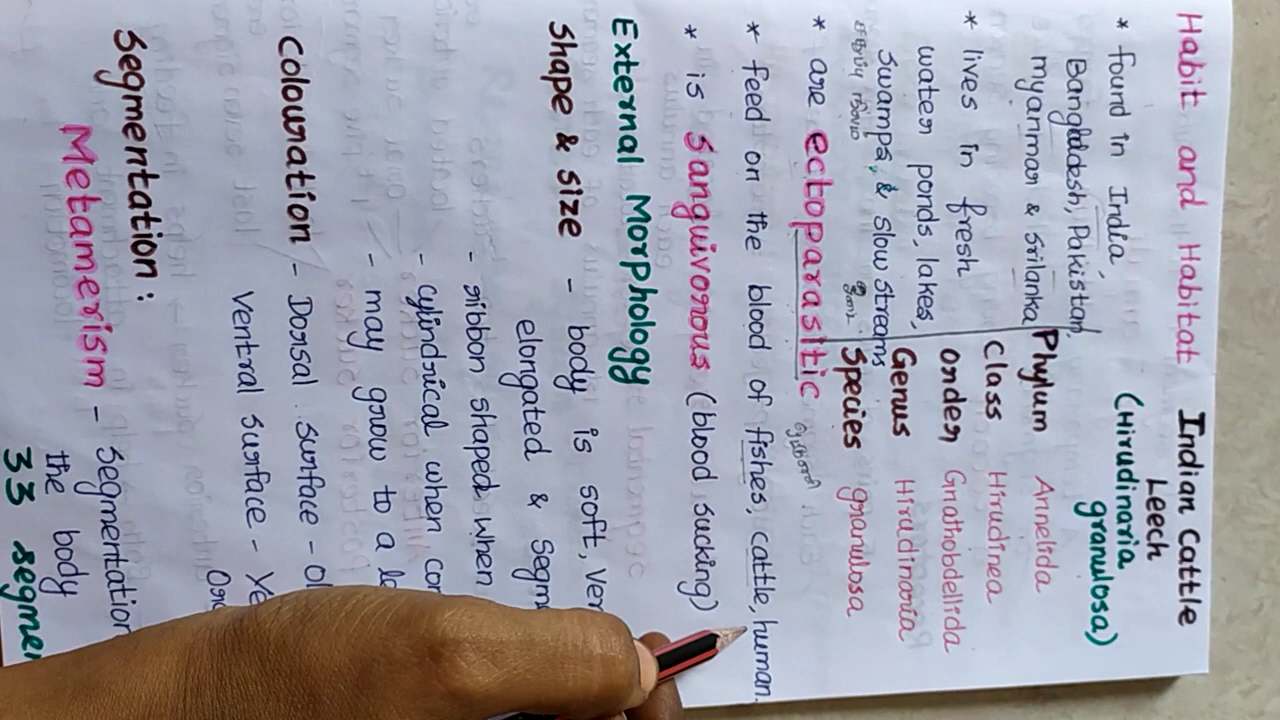 Indian Cattle
Leech
(Hirudinaria
granulosa)
Habit and Habitat
* found in India
Bangladesh, Pakistan,
myanmar & srilanka
* lives in fresh
water ponds, lakes,
swamps, & slow streams
Phylum Annelida
Class Hirudinea
order Gnathobdellida
Genus Hirudinaria
Species granulosa
* are ectoparasitic
* feed on the blood of fishes, cattle, human.
* is Sanguivorous (blood sucking)
External Morphology
Shape & size - body is soft, ver
elongated & segm
- ribbon shaped when
- cylindrical when con
- may grow to a le
Colouration - Dorsal surface - Ol
ventral surface - Ye
Ora
Segmentation:
Metamerism - segmentation
the body
33 segmen